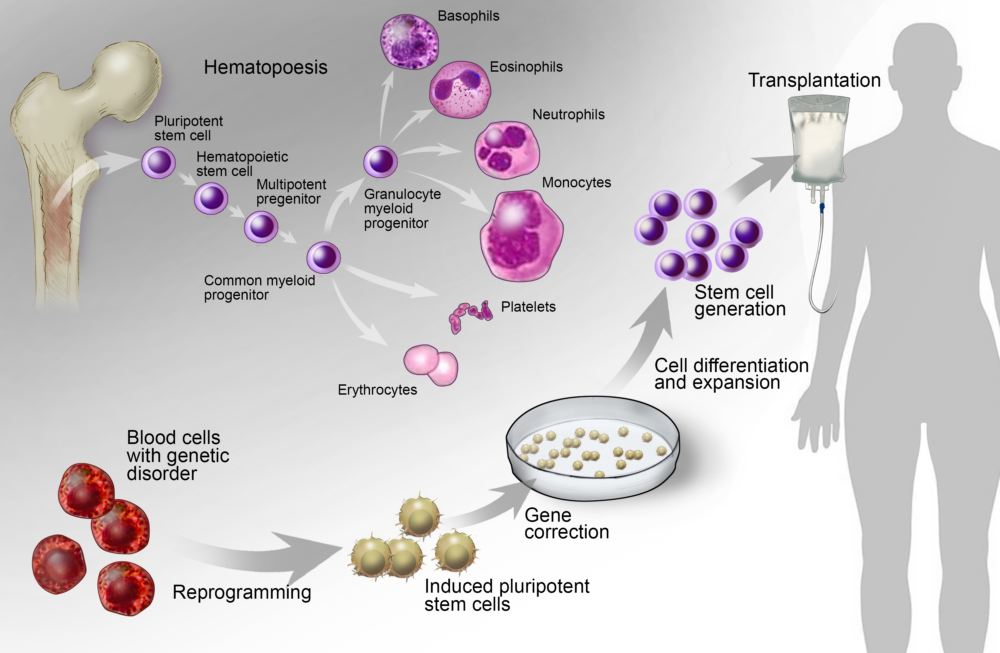 Basophils
Hematopoesis
Eosinophils
Transplantation
Neutrophils
Pluripotent
stem cell
Hematopoietic
stem cell
Multipotent
pregenitor
Monocytes
Granulocyte
myeloid
progenitor
Common myeloid
progenitor
Stem cell
generation
Platelets
Cell differentiation
and expansion
Erythrocytes
Blood cells
with genetic
disorder
Gene
correction
Reprogramming
Induced pluripotent
stem cells